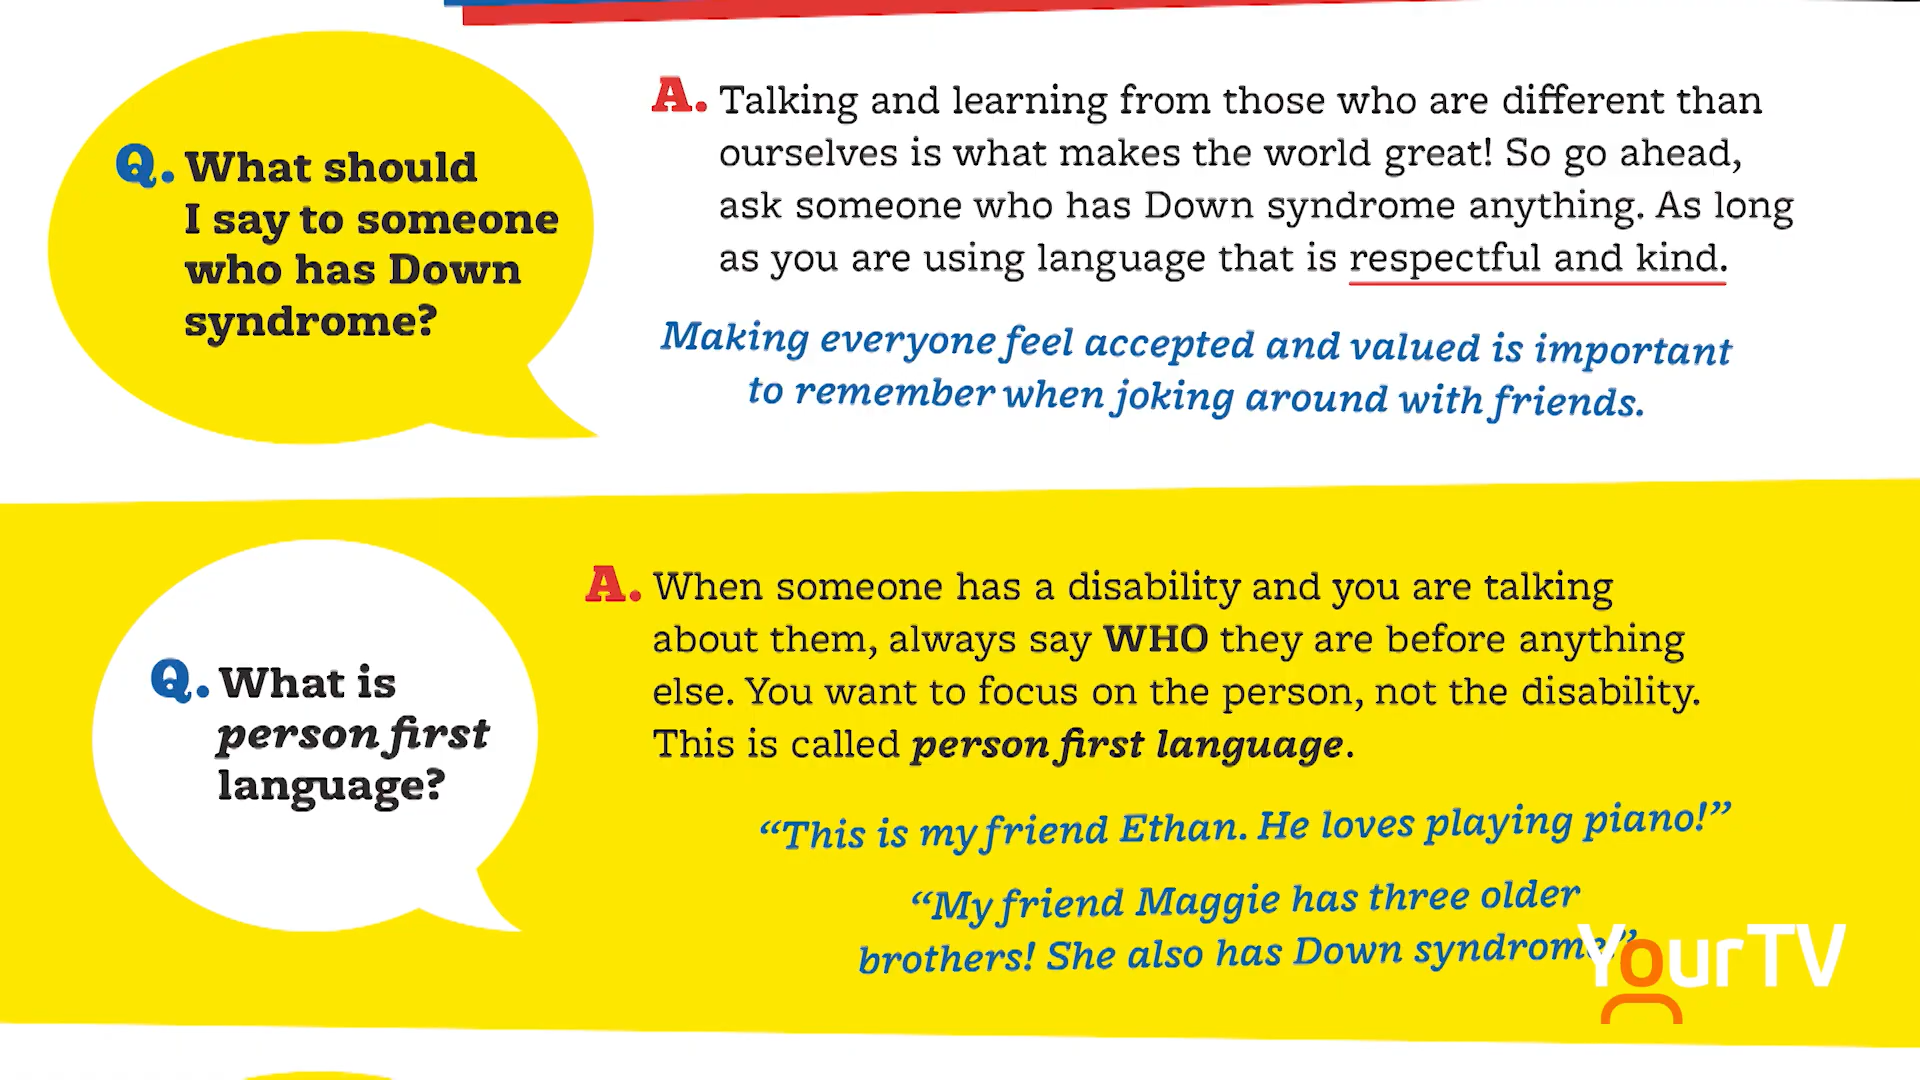 Q. What should
I say to someone
who has Down
syndrome?
A. Talking and learning from those who are different than
ourselves is what makes the world great! So go ahead,
ask someone who has Down syndrome anything. As long
as you are using language that is respectful and kind.
Making everyone feel accepted and valued is important
to remember when joking around with friends.
Q. What is
person first
language?
A. When someone has a disability and you are talking
about them, always say WHO they are before anything
else. You want to focus on the person, not the disability.
This is called person first language.
“This is my friend Ethan. He loves playing piano!”
“My friend Maggie has three older
brothers! She also has Down syndrome.”
YourTV